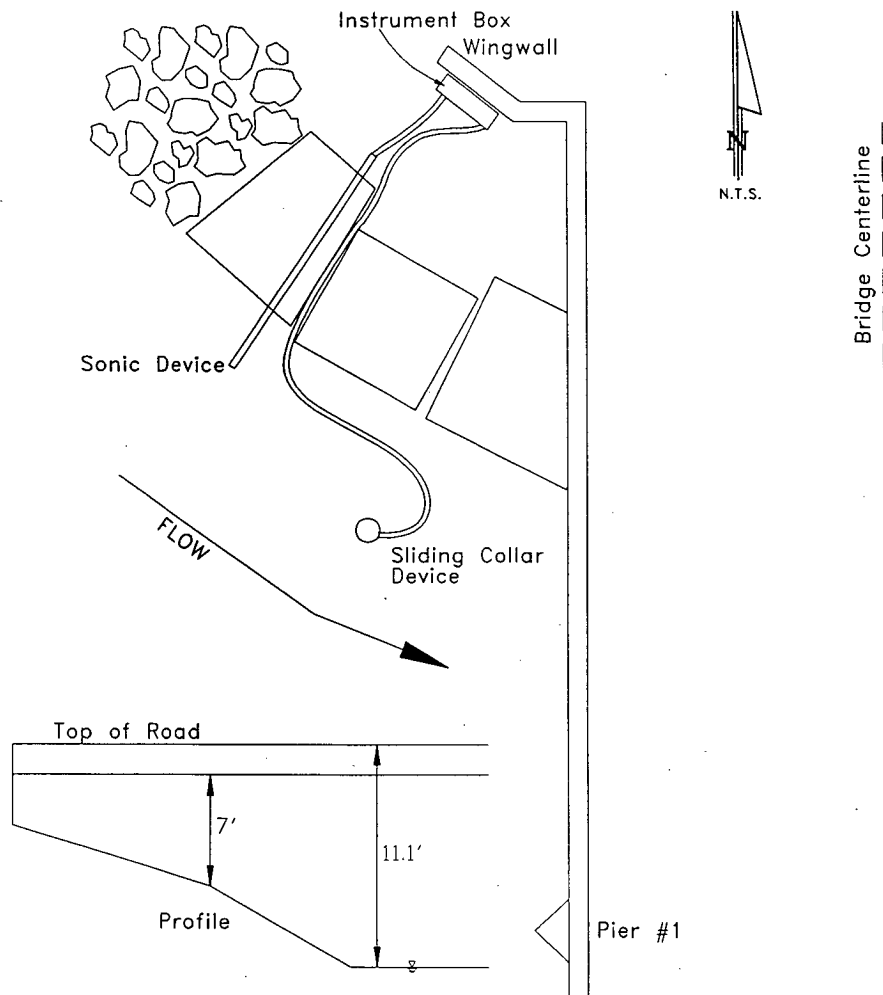 Instrument Box
Wingwall
N
N.T.S.
Bridge Centerline
Sonic Device
FLOW
Sliding Collar
Device
Top of Road
7'
11.1'
Profile
Pier #1